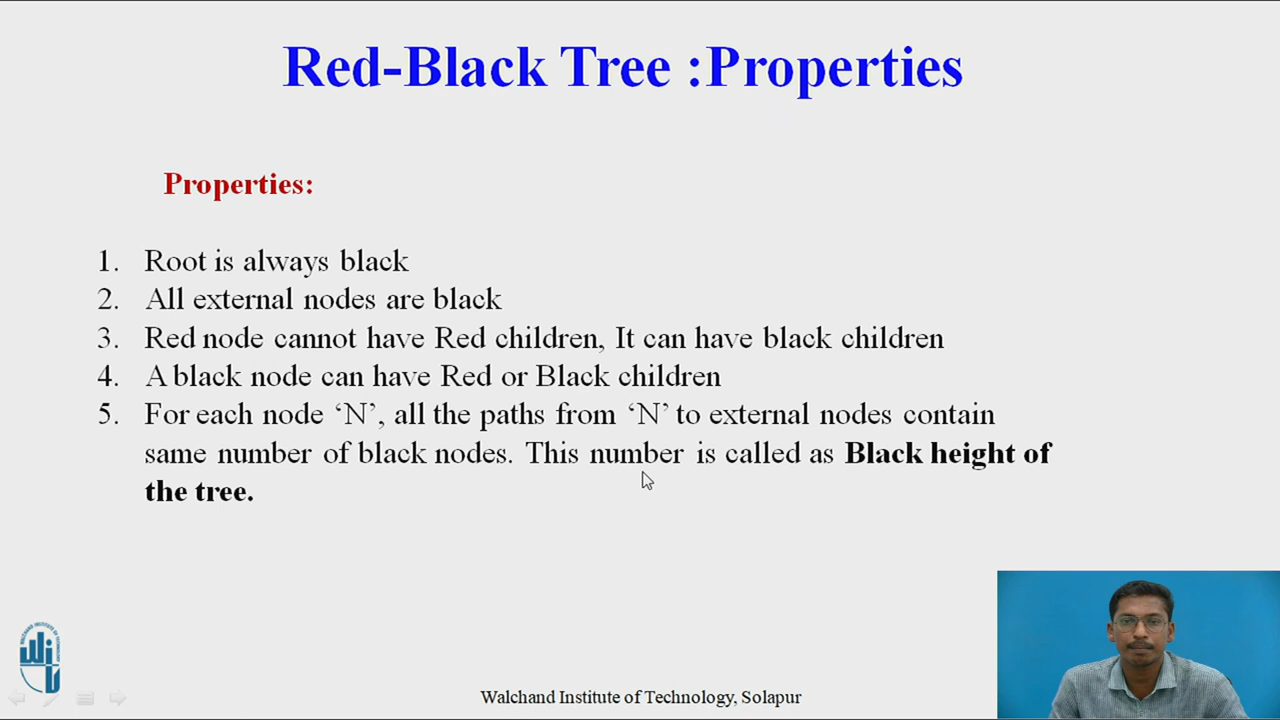 Red-Black Tree :Properties
Properties:
1. Root is always black
2. All external nodes are black
3. Red node cannot have Red children, It can have black children
4. A black node can have Red or Black children
5. For each node ‘N’, all the paths from ‘N’ to external nodes contain
same number of black nodes. This number is called as Black height of
the tree.
WIT
Walchand Institute of Technology, Solapur